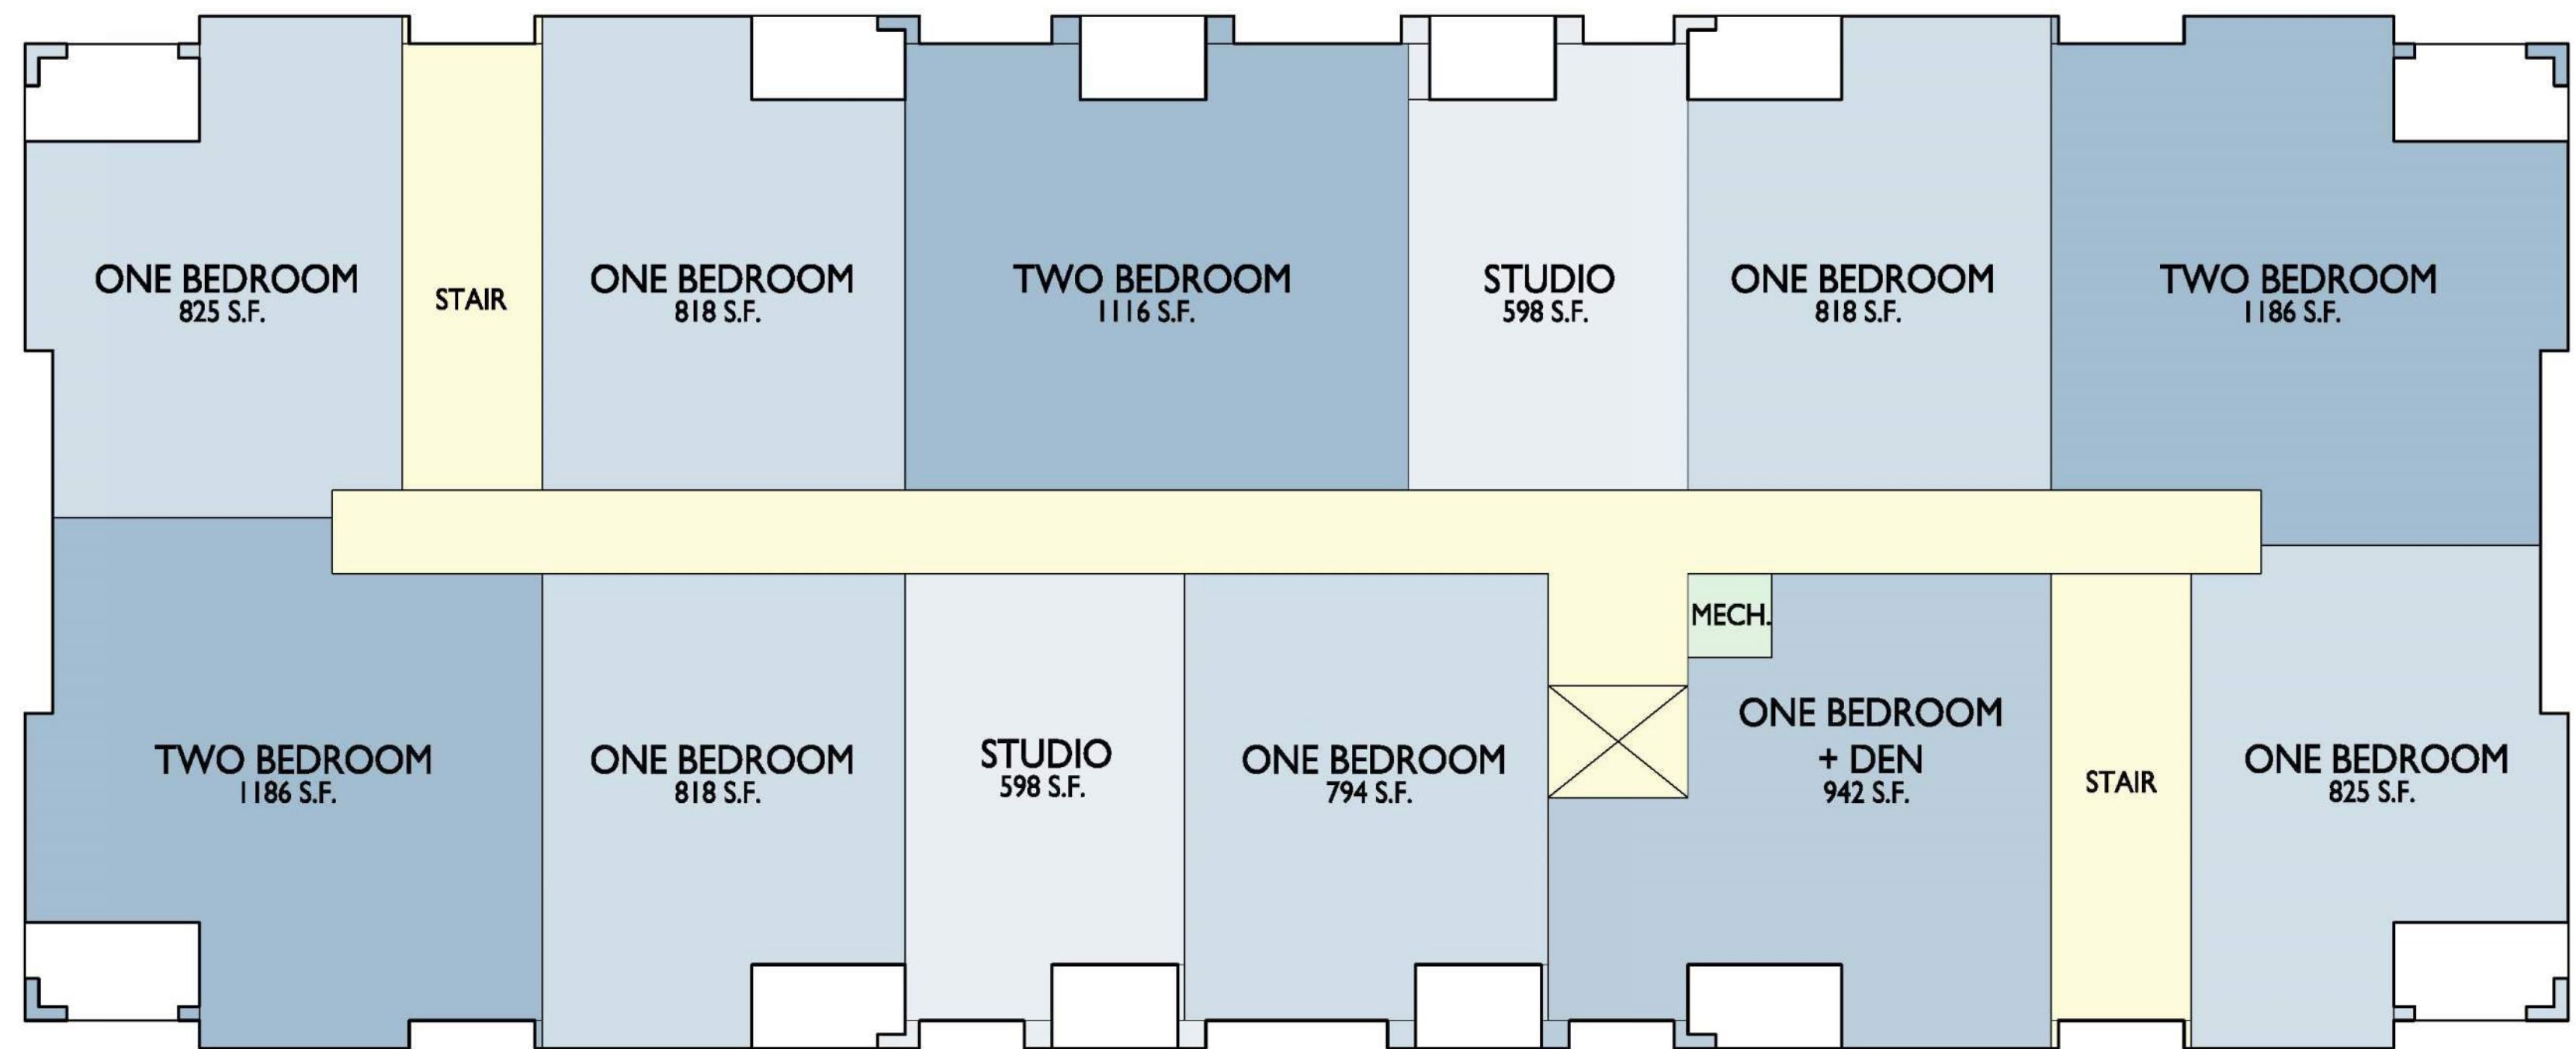 ONE BEDROOM
825 S.F.
STAIR
ONE BEDROOM
818 S.F.
TWO BEDROOM
1116 S.F.
STUDIO
598 S.F.
ONE BEDROOM
818 S.F.
TWO BEDROOM
1186 S.F.
TWO BEDROOM
1186 S.F.
ONE BEDROOM
818 S.F.
STUDIO
598 S.F.
ONE BEDROOM
794 S.F.
MECH.
ONE BEDROOM
+ DEN
942 S.F.
STAIR
ONE BEDROOM
825 S.F.